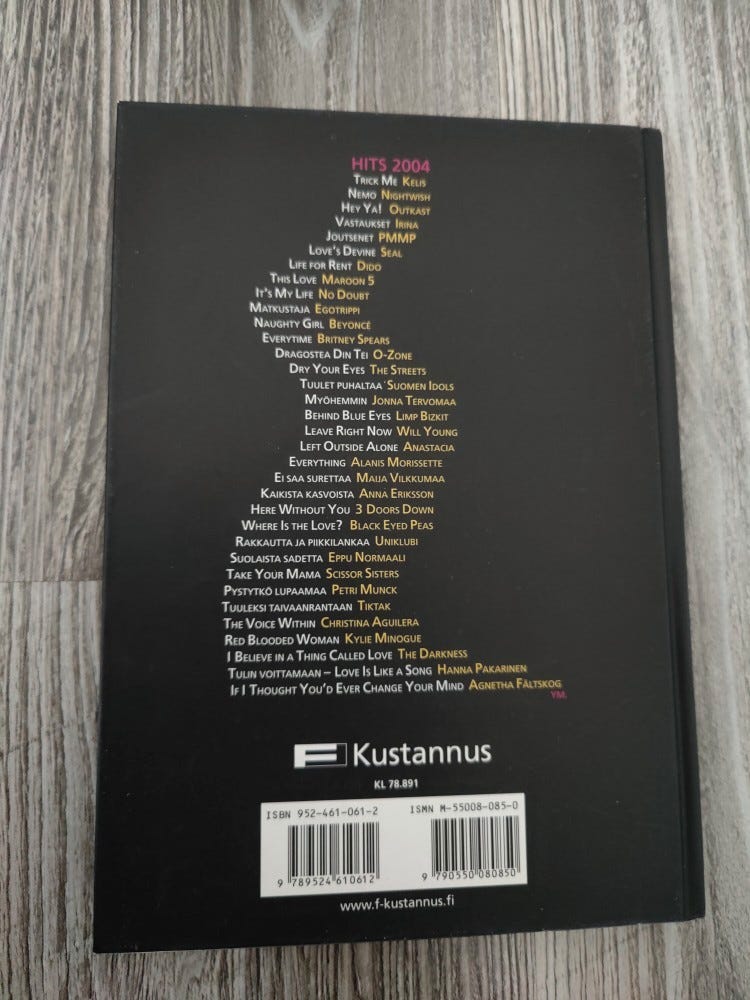 HITS 2004
TRICK ME KELIS
NEMO NIGHTWISH
HEY YA! OUTKAST
VASTAUKSET IRINA
JOUTSENET PMMP
LOVE'S DEVINE SEAL
LIFE FOR RENT DIDO
THIS LOVE MAROON 5
IT'S MY LIFE NO DOUBT
MATKUSTAJA EGOTRIPPI
NAUGHTY GIRL BEYONCÉ
EVERYTIME BRITNEY SPEARS
DRAGOSTEA DIN TEI O-ZONE
DRY YOUR EYES THE STREETS
TUULET PUHALTAA SUOMEN IDOLS
MYÖHEMMIN JONNA TERVOMAA
BEHIND BLUE EYES LIMP BIZKIT
LEAVE RIGHT NOW WILL YOUNG
LEFT OUTSIDE ALONE ANASTACIA
EVERYTHING ALANIS MORISSETTE
EI SAA SURETTAA MAIJA VILKKUMAA
KAIKISTA KASVOISTA ANNA ERIKSSON
HERE WITHOUT YOU 3 DOORS DOWN
WHERE IS THE LOVE? BLACK EYED PEAS
RAKKAUTTA JA PIIKKILANKAA UNIKLUBI
SUOLAISTA SADETTA EPPU NORMAALI
TAKE YOUR MAMA SCISSOR SISTERS
PYSTYTKÖ LUPAAMAA PETRI MUNCK
TUULEKSI TAIVAANRANTAAN TIKTAK
THE VOICE WITHIN CHRISTINA AGUILERA
RED BLOODED WOMAN KYLIE MINOGUE
I BELIEVE IN A THING CALLED LOVE THE DARKNESS
TULIN VOITTAMAAN – LOVE IS LIKE A SONG HANNA PAKARINEN
IF I THOUGHT YOU'D EVER CHANGE YOUR MIND AGNETHA FÄLTSKOG
YM.
F Kustannus
KL 78.891
ISBN 952-461-061-2 ISMN M-55008-085-0
9 789524 610612 9 790550 080850
www.f-kustannus.fi